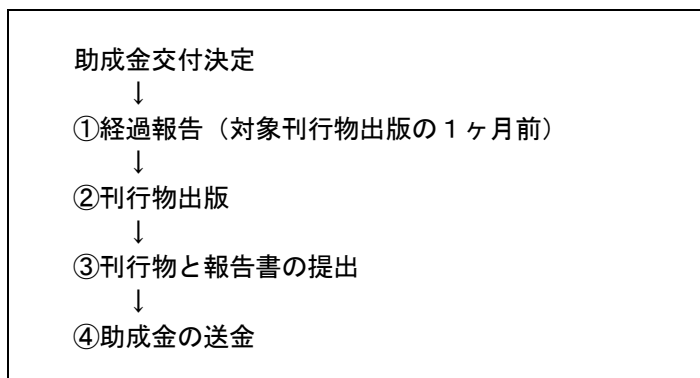 助成金交付決定
↓
①経過報告（対象刊行物出版の１ヶ月前）
↓
②刊行物出版
↓
③刊行物と報告書の提出
↓
④助成金の送金